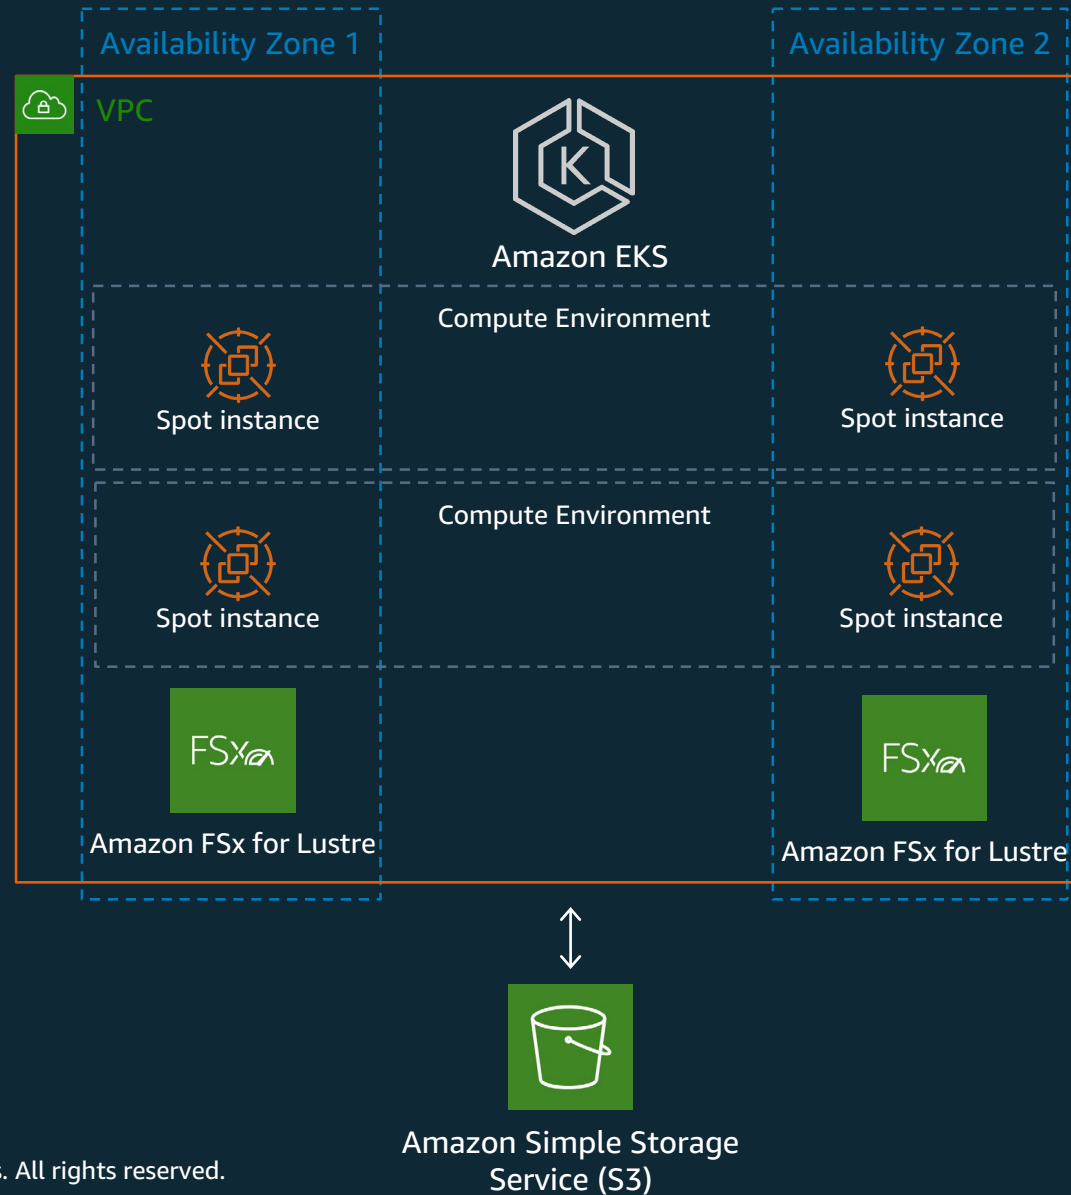 Availability Zone 1
Availability Zone 2
VPC
K
Amazon EKS
Compute Environment
Spot instance
Spot instance
Compute Environment
Spot instance
Spot instance
FSx
FSx
Amazon FSx for Lustre
Amazon FSx for Lustre
Amazon Simple Storage
Service (S3)
s. All rights reserved.